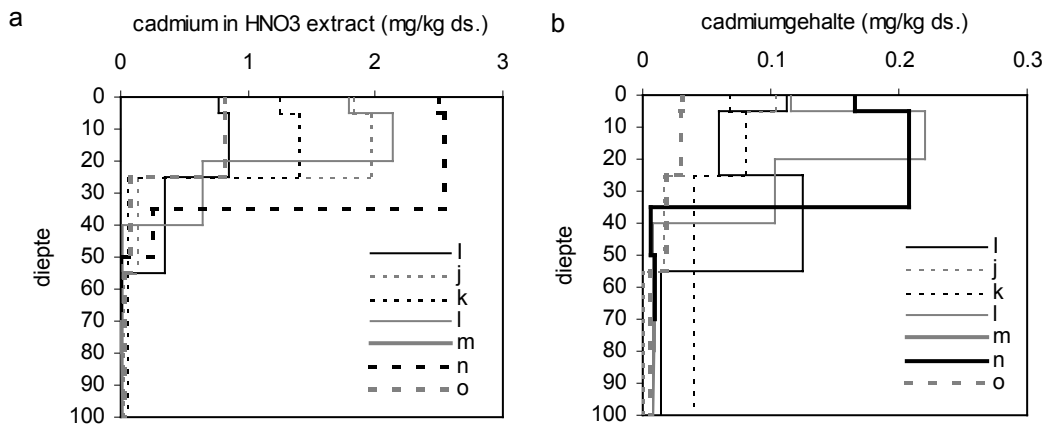 a
cadmium in HNO3 extract (mg/kg ds.)
0 1 2 3
0
10
20
30
40
50
60
70
80
90
100
diepte
l
j
k
l
m
n
o
b
cadmiumgehalte (mg/kg ds.)
0 0.1 0.2 0.3
0
10
20
30
40
50
60
70
80
90
100
diepte
l
j
k
l
m
n
o